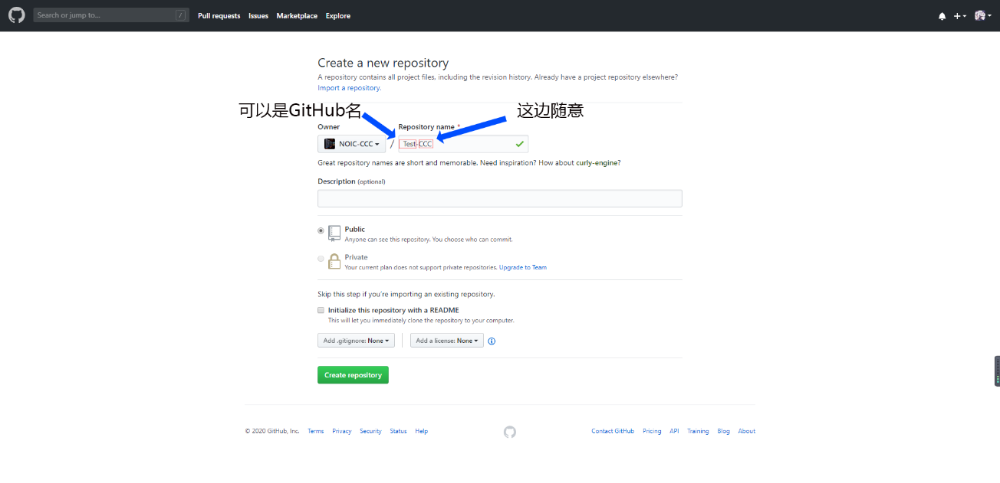 Search or jump to... /
Pull requests Issues Marketplace Explore
Create a new repository
A repository contains all project files, including the revision history. Already have a project repository elsewhere?
Import a repository.
可以是GitHub名
这边随意
Owner Repository name *
NOIC-CCC / Test-CCC
Great repository names are short and memorable. Need inspiration? How about curly-engine?
Description (optional)
Public
Anyone can see this repository. You choose who can commit.
Private
Your current plan does not support private repositories. Upgrade to Team
Skip this step if you're importing an existing repository.
Initialize this repository with a README
This will let you immediately clone the repository to your computer.
Add .gitignore: None Add a license: None
Create repository
© 2020 GitHub, Inc. Terms Privacy Security Status Help Contact GitHub Pricing API Training Blog About